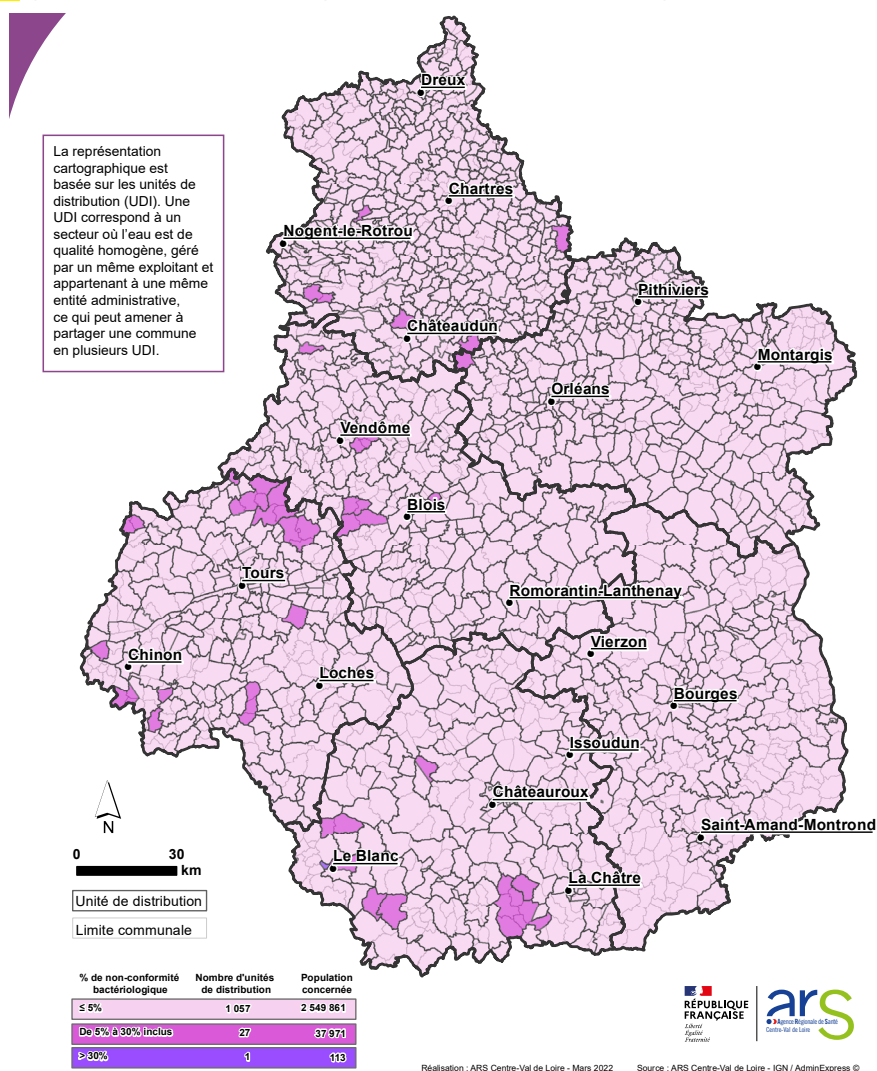 La représentation
cartographique est
basée sur les unités de
distribution (UDI). Une
UDI correspond à un
secteur où l'eau est de
qualité homogène, géré
par un même exploitant et
appartenant à une même
entité administrative,
ce qui peut amener à
partager une commune
en plusieurs UDI.
Dreux
Chartres
Nogent-le-Rotrou
Pithiviers
Châteaudun
Montargis
Orléans
Vendôme
Blois
Tours
Romorantin-Lanthenay
Vierzon
Chinon
Loches
Bourges
Issoudun
Châteauroux
Saint-Amand-Montrond
Le Blanc
La Châtre
N
0 30
km
Unité de distribution
Limite communale
% de non-conformité bactériologique Nombre d'unités de distribution Population concernée
≤ 5% 1 057 2 549 861
De 5% à 30% inclus 27 37 971
> 30% 1 113
RÉPUBLIQUE
FRANÇAISE
Liberté
Égalité
Fraternité
ars
Agence Régionale de Santé
Centre-Val de Loire
Réalisation : ARS Centre-Val de Loire - Mars 2022 Source : ARS Centre-Val de Loire - IGN / AdminExpress ©